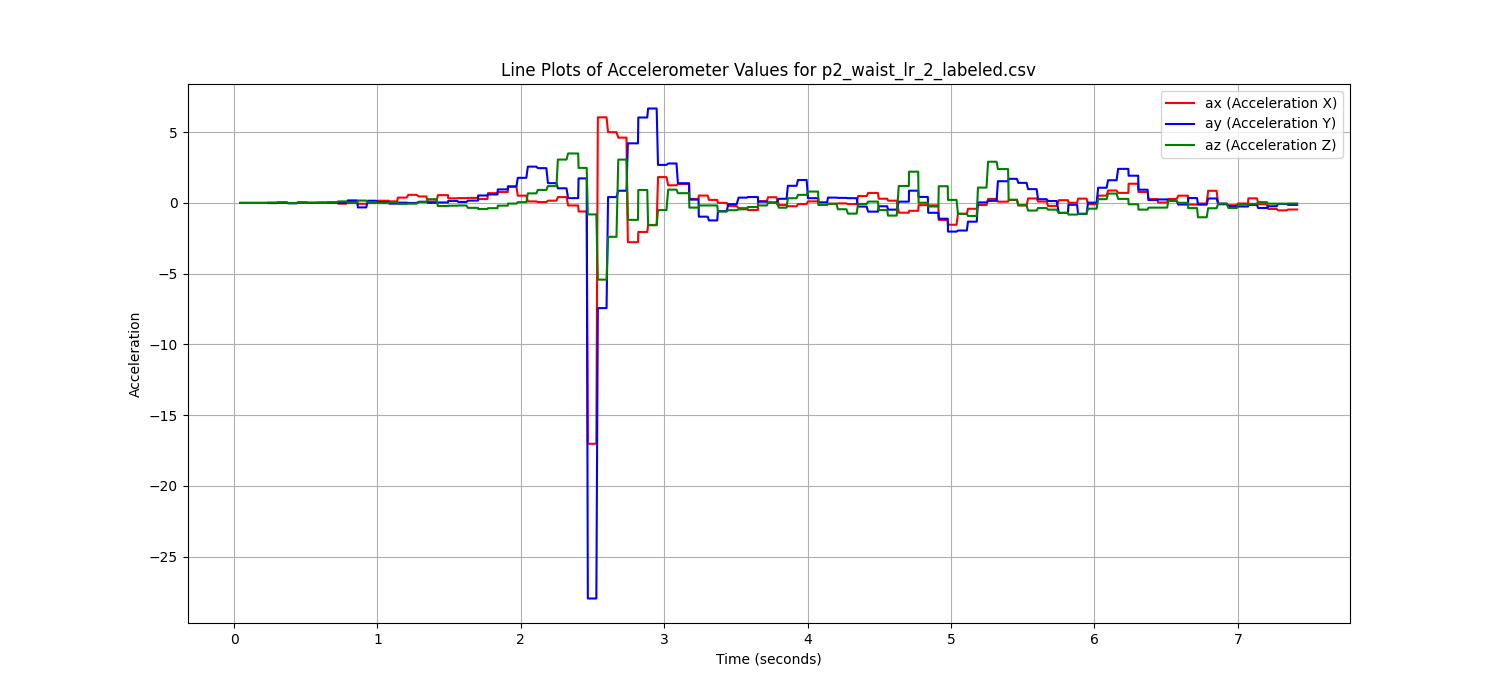 Line Plots of Accelerometer Values for p2_waist_lr_2_labeled.csv
ax (Acceleration X)
ay (Acceleration Y)
az (Acceleration Z)
Acceleration
5
0
−5
−10
−15
−20
−25
0 1 2 3 4 5 6 7
Time (seconds)